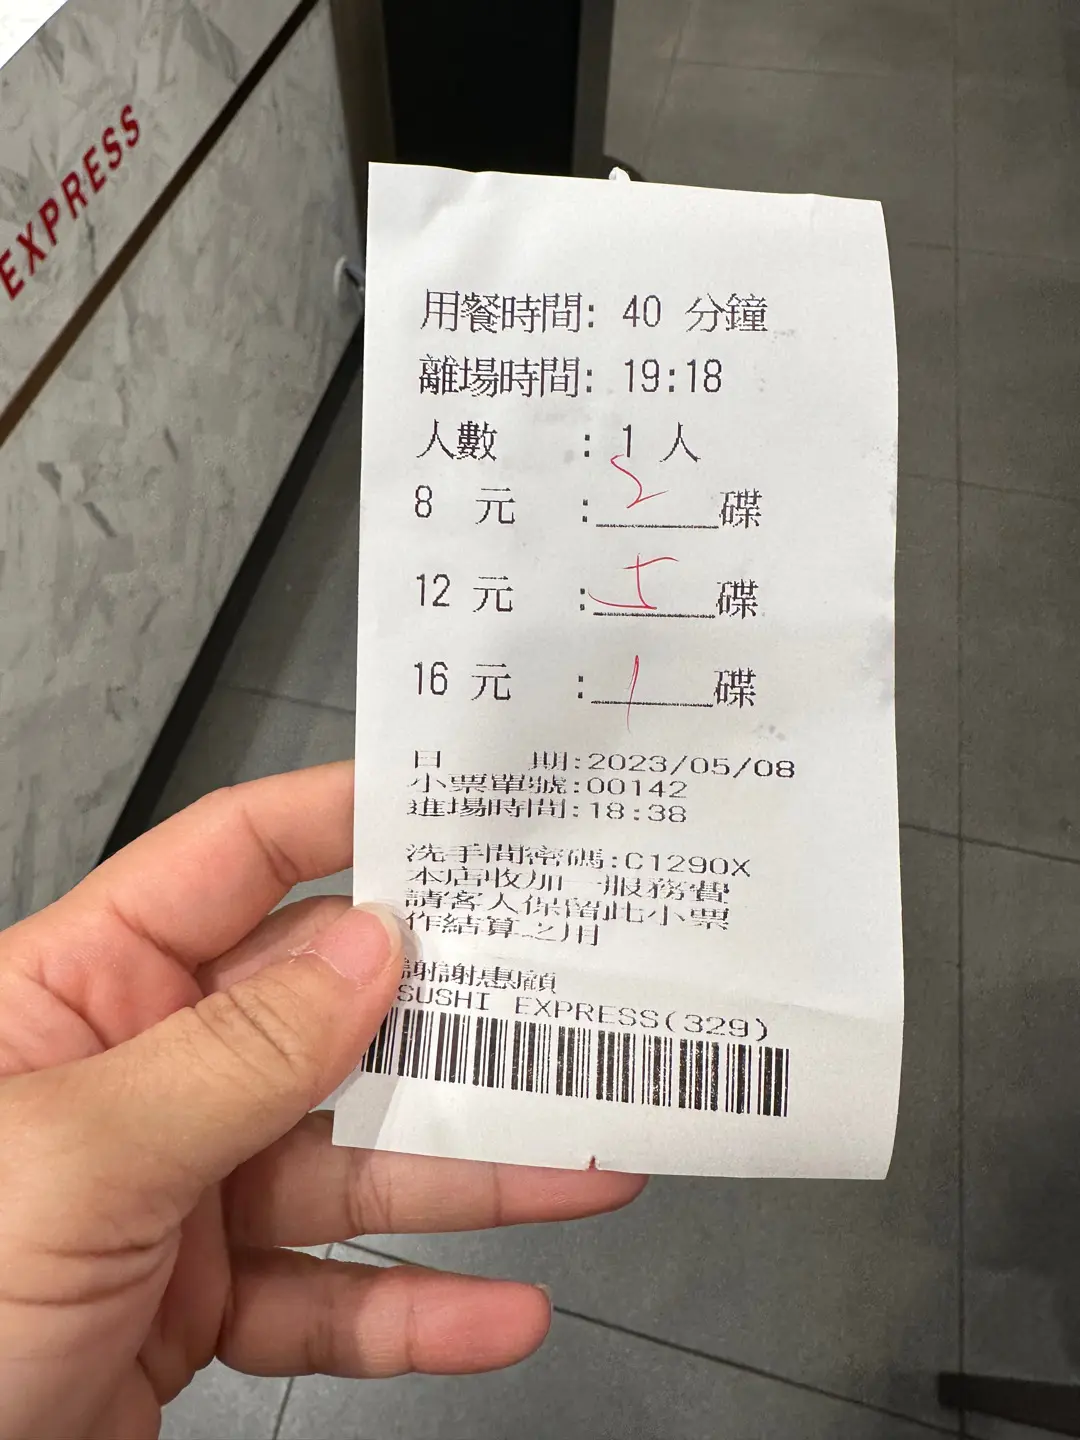 EXPRESS
用餐時間: 40 分鐘
離場時間: 19:18
人數 : 1 人
8 元 : 2 碟
12 元 : 5 碟
16 元 : 1 碟
日 期:2023/05/08
小票單號:00142
進場時間:18:38
洗手間密碼:C1290X
本店收加一服務費
請客人保留此小票
作結算之用
謝謝惠顧
SUSHI EXPRESS(329)